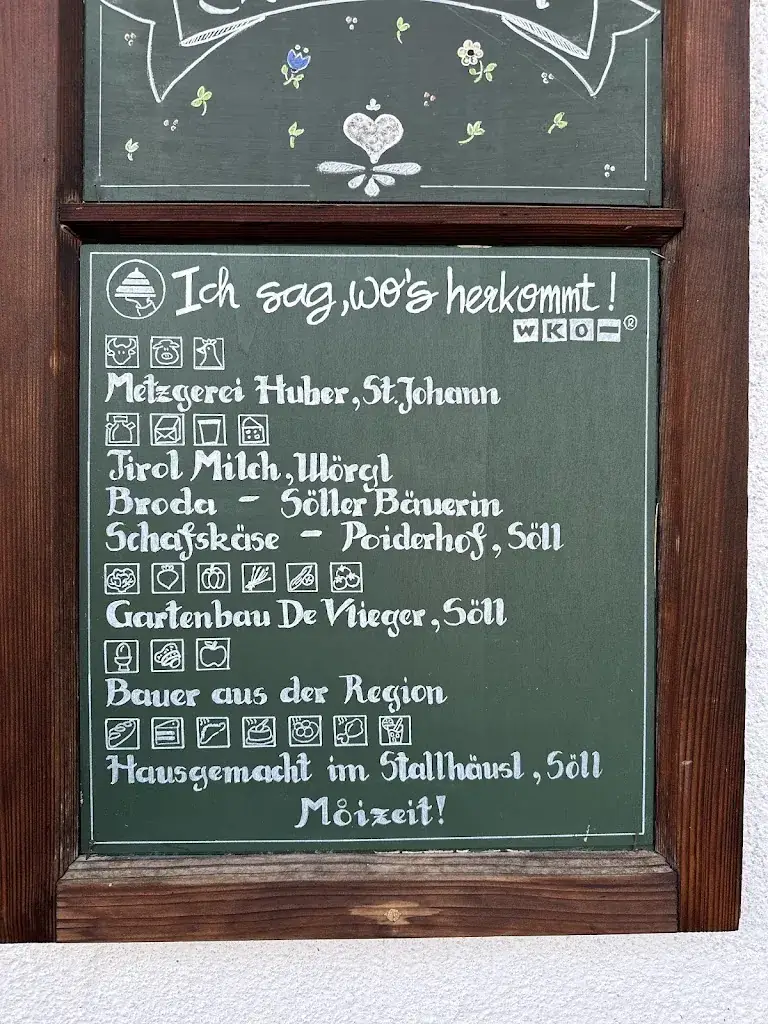 Ich sag, wo's herkommt!
WKO ®
Metzgerei Huber, St. Johann
Tirol Milch, Wörgl
Broda - Söller Bäuerin
Schafskäse - Poiderhof, Söll
Gartenbau De Vlieger, Söll
Bauer aus der Region
Hausgemacht im Stallhäusl, Söll
Måizeit!